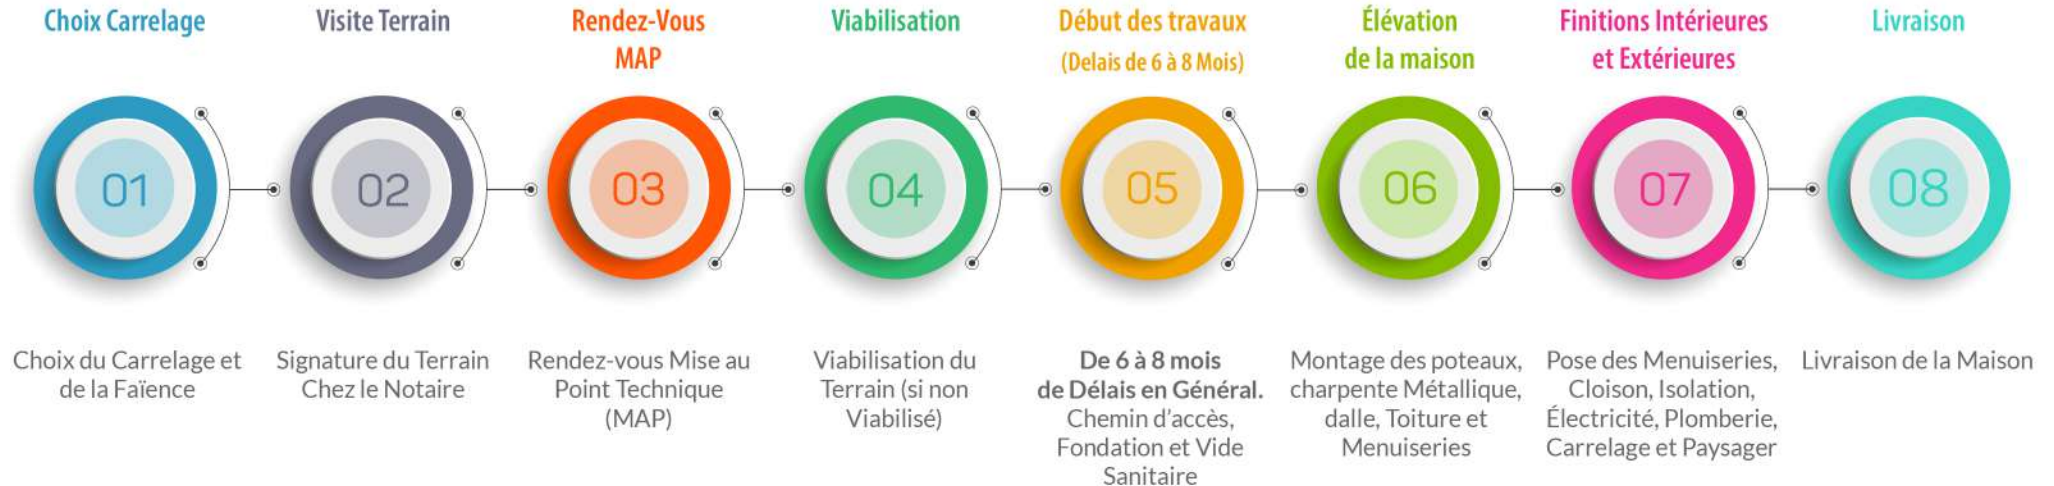 Choix Carrelage
Visite Terrain
Rendez-Vous
MAP
Viabilisation
Début des travaux
(Delais de 6 à 8 Mois)
Élévation
de la maison
Finitions Intérieures
et Extérieures
Livraison
01
02
03
04
05
06
07
08
Choix du Carrelage et
de la Faïence
Signature du Terrain
Chez le Notaire
Rendez-vous Mise au
Point Technique
(MAP)
Viabilisation du
Terrain (si non
Viabilisé)
De 6 à 8 mois
de Délais en Général.
Chemin d’accès,
Fondation et Vide
Sanitaire
Montage des poteaux,
charpente Métallique,
dalle, Toiture et
Menuiseries
Pose des Menuiseries,
Cloison, Isolation,
Électricité, Plomberie,
Carrelage et Paysager
Livraison de la Maison